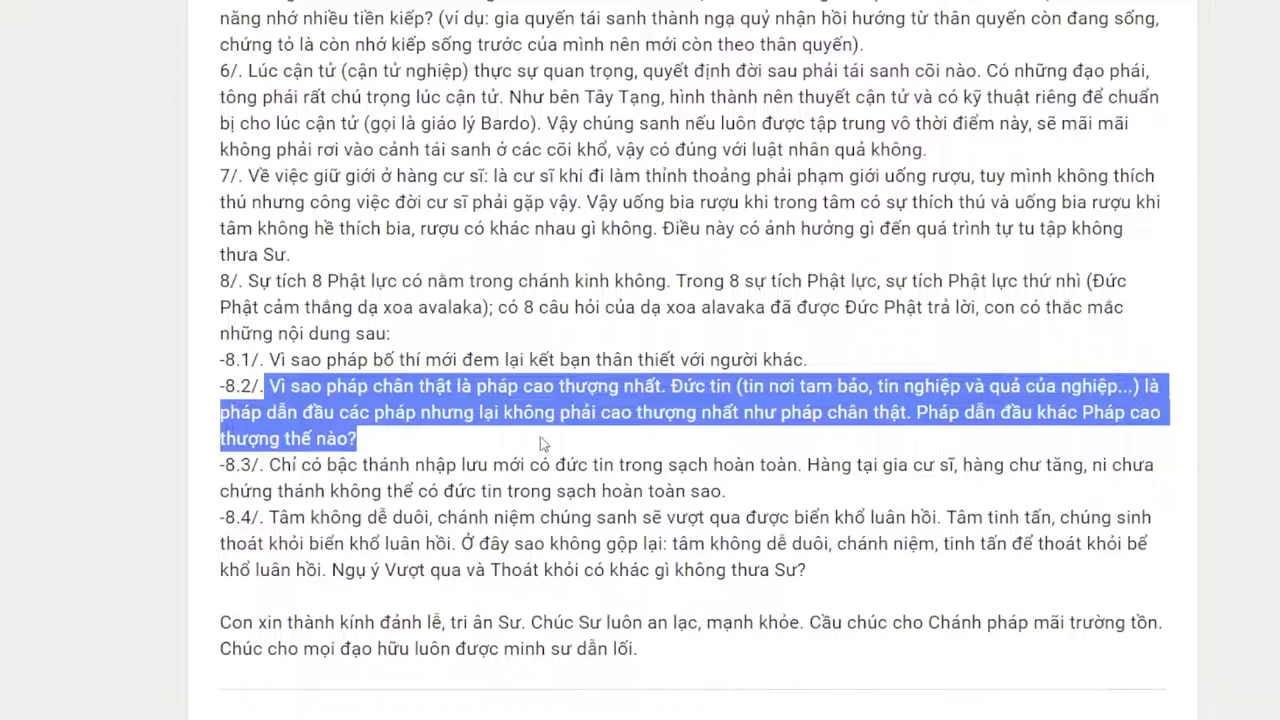 năng nhớ nhiều tiền kiếp? (ví dụ: gia quyến tái sanh thành ngạ quỷ nhận hồi hướng từ thân quyến còn đang sống,
chứng tỏ là còn nhớ kiếp sống trước của mình nên mới còn theo thân quyến).
6/. Lúc cận tử (cận tử nghiệp) thực sự quan trọng, quyết định đời sau phải tái sanh cõi nào. Có những đạo phái,
tông phái rất chú trọng lúc cận tử. Như bên Tây Tạng, hình thành nên thuyết cận tử và có kỹ thuật riêng để chuẩn
bị cho lúc cận tử (gọi là giáo lý Bardo). Vậy chúng sanh nếu luôn được tập trung vô thời điểm này, sẽ mãi mãi
không phải rơi vào cảnh tái sanh ở các cõi khổ, vậy có đúng với luật nhân quả không.
7/. Về việc giữ giới ở hàng cư sĩ: là cư sĩ khi đi làm thỉnh thoảng phải phạm giới uống rượu, tuy mình không thích
thú nhưng công việc đời cư sĩ phải gặp vậy. Vậy uống bia rượu khi trong tâm có sự thích thú và uống bia rượu khi
tâm không hề thích bia, rượu có khác nhau gì không. Điều này có ảnh hưởng gì đến quá trình tự tu tập không
thưa Sư.
8/. Sự tích 8 Phật lực có nằm trong chánh kinh không. Trong 8 sự tích Phật lực, sự tích Phật lực thứ nhì (Đức
Phật cảm thắng dạ xoa avalaka); có 8 câu hỏi của dạ xoa alavaka đã được Đức Phật trả lời, con có thắc mắc
những nội dung sau:
-8.1/. Vì sao pháp bố thí mới đem lại kết bạn thân thiết với người khác.
-8.2/. Vì sao pháp chân thật là pháp cao thượng nhất. Đức tin (tin nơi tam bảo, tin nghiệp và quả của nghiệp...) là
pháp dẫn đầu các pháp nhưng lại không phải cao thượng nhất như pháp chân thật. Pháp dẫn đầu khác Pháp cao
thượng thế nào?
-8.3/. Chỉ có bậc thánh nhập lưu mới có đức tin trong sạch hoàn toàn. Hàng tại gia cư sĩ, hàng chư tăng, ni chưa
chứng thánh không thể có đức tin trong sạch hoàn toàn sao.
-8.4/. Tâm không dễ duôi, chánh niệm chúng sanh sẽ vượt qua được biển khổ luân hồi. Tâm tinh tấn, chúng sinh
thoát khỏi biển khổ luân hồi. Ở đây sao không gộp lại: tâm không dễ duôi, chánh niệm, tinh tấn để thoát khỏi bể
khổ luân hồi. Ngụ ý Vượt qua và Thoát khỏi có khác gì không thưa Sư?
Con xin thành kính đảnh lễ, tri ân Sư. Chúc Sư luôn an lạc, mạnh khỏe. Cầu chúc cho Chánh pháp mãi trường tồn.
Chúc cho mọi đạo hữu luôn được minh sư dẫn lối.